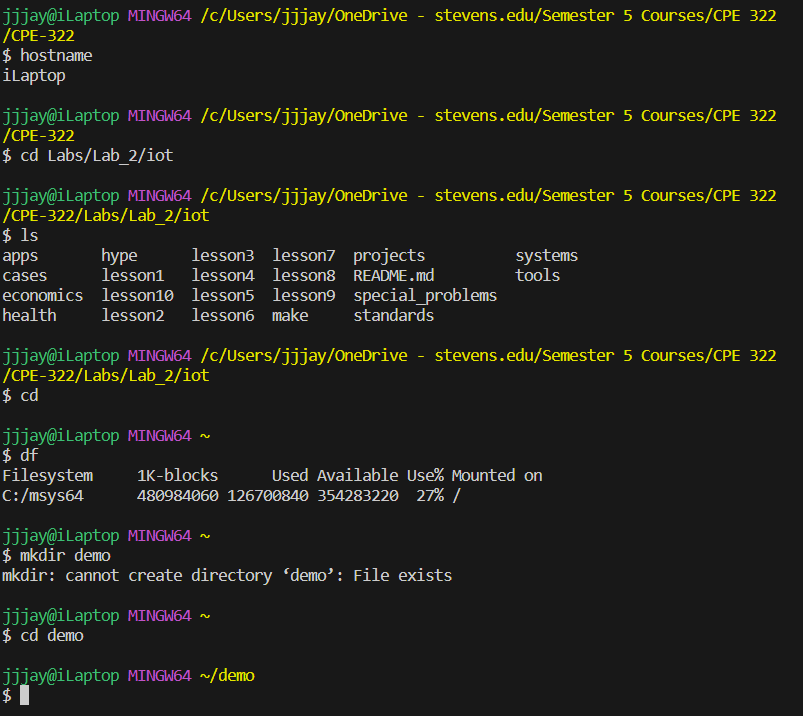 jjjay@iLaptop MINGW64 /c/Users/jjjay/OneDrive - stevens.edu/Semester 5 Courses/CPE 322
/CPE-322
$ hostname
iLaptop
jjjay@iLaptop MINGW64 /c/Users/jjjay/OneDrive - stevens.edu/Semester 5 Courses/CPE 322
/CPE-322
$ cd Labs/Lab_2/iot
jjjay@iLaptop MINGW64 /c/Users/jjjay/OneDrive - stevens.edu/Semester 5 Courses/CPE 322
/CPE-322/Labs/Lab_2/iot
$ ls
apps       hype      lesson3  lesson7  projects          systems
cases      lesson1   lesson4  lesson8  README.md         tools
economics  lesson10  lesson5  lesson9  special_problems
health     lesson2   lesson6  make     standards
jjjay@iLaptop MINGW64 /c/Users/jjjay/OneDrive - stevens.edu/Semester 5 Courses/CPE 322
/CPE-322/Labs/Lab_2/iot
$ cd
jjjay@iLaptop MINGW64 ~
$ df
Filesystem     1K-blocks      Used Available Use% Mounted on
C:/msys64      480984060 126700840 354283220  27% /
jjjay@iLaptop MINGW64 ~
$ mkdir demo
mkdir: cannot create directory ‘demo’: File exists
jjjay@iLaptop MINGW64 ~
$ cd demo
jjjay@iLaptop MINGW64 ~/demo
$